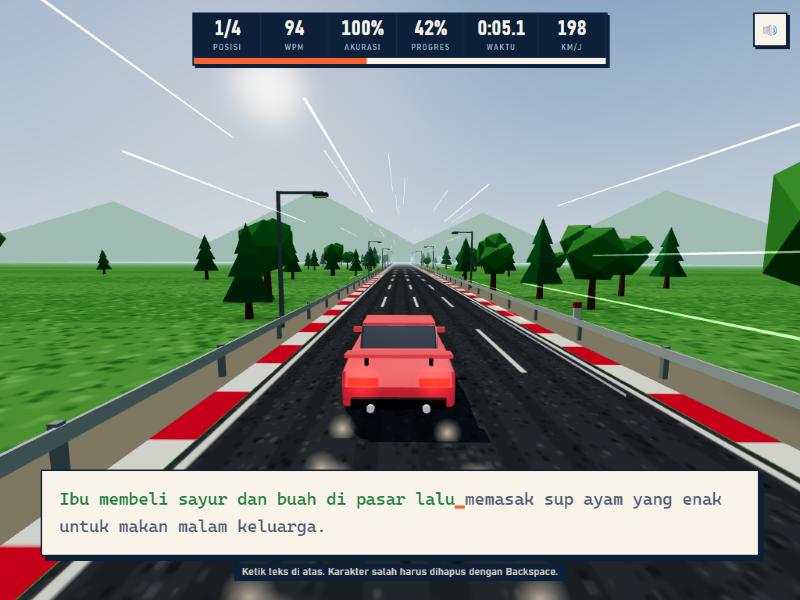 1/4 94 100% 42% 0:05.1 198
POSISI WPM AKURASI PROGRES WAKTU KM/J
Ibu membeli sayur dan buah di pasar lalu memasak sup ayam yang enak
untuk makan malam keluarga.
Ketik teks di atas. Karakter salah harus dihapus dengan Backspace.